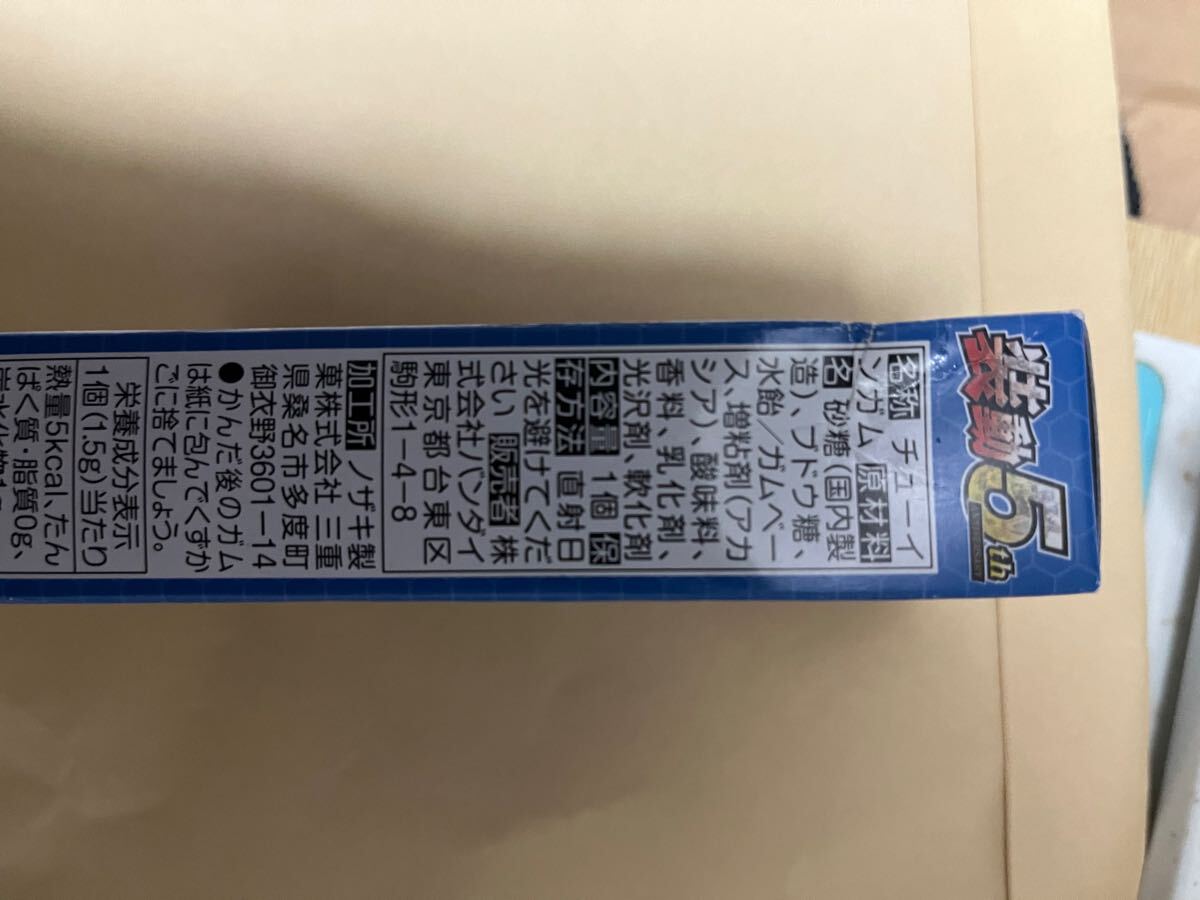 装動
5th
名称 チューイ
ンガム 原材料
名 砂糖(国内製
造)、ブドウ糖、
水飴/ガムベー
ス、増粘剤(アカ
シア)、酸味料、
香料、乳化剤、
光沢剤、軟化剤
内容量 1個 保
存方法 直射日
光を避けてくだ
さい 販売者 株
式会社バンダイ
東京都台東区
駒形1-4-8
加工所 ノザキ製
菓株式会社 三重
県桑名市多度町
御衣野3601-14
●かんだ後のガム
は紙に包んでくずか
ごに捨てましょう。
栄養成分表示
1個(1.5g)当たり
熱量5kcal、たん
ぱく質・脂質0g、